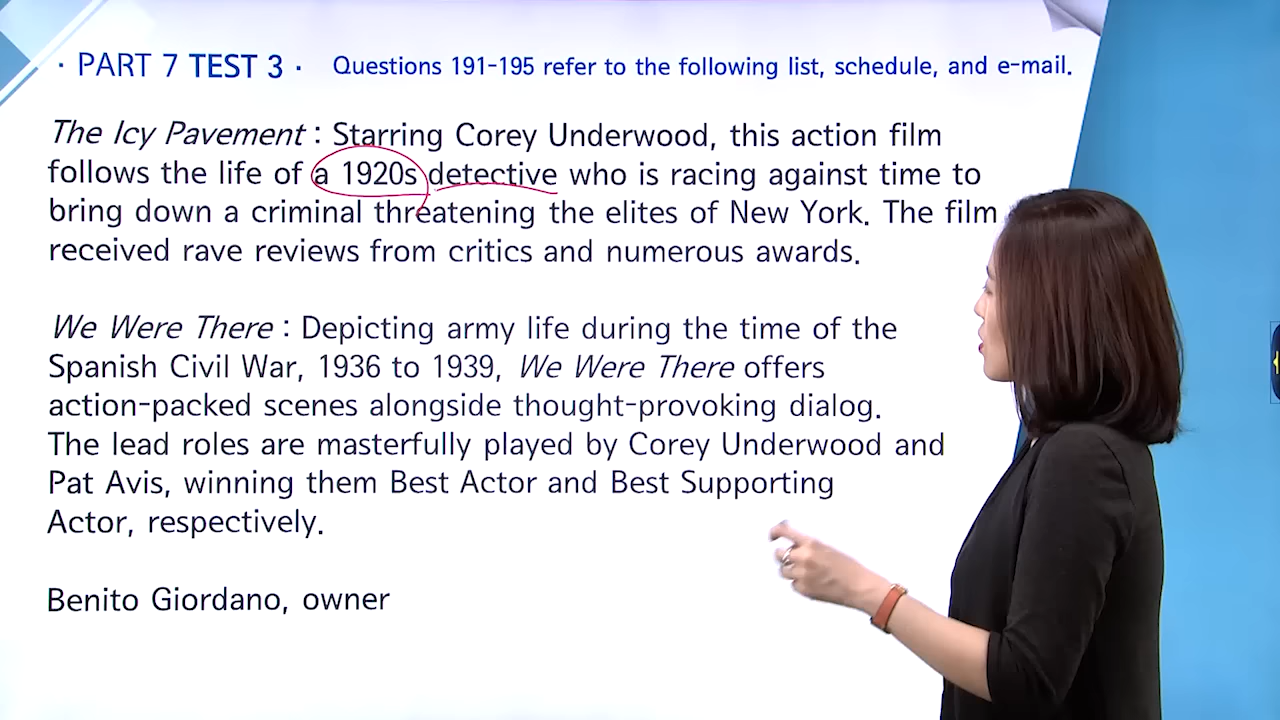 · PART 7 TEST 3 · Questions 191-195 refer to the following list, schedule, and e-mail.
The Icy Pavement : Starring Corey Underwood, this action film
follows the life of a 1920s detective who is racing against time to
bring down a criminal threatening the elites of New York. The film
received rave reviews from critics and numerous awards.
We Were There : Depicting army life during the time of the
Spanish Civil War, 1936 to 1939, We Were There offers
action-packed scenes alongside thought-provoking dialog.
The lead roles are masterfully played by Corey Underwood and
Pat Avis, winning them Best Actor and Best Supporting
Actor, respectively.
Benito Giordano, owner